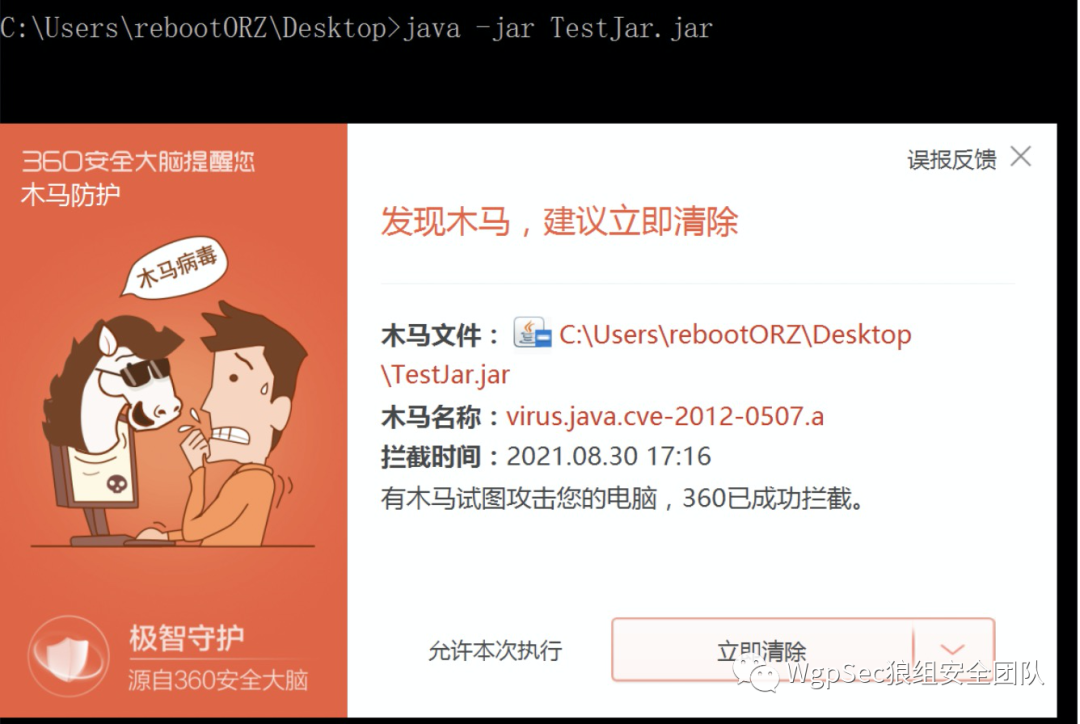 C:\Users\rebootORZ\Desktop>java -jar TestJar.jar
360安全大脑提醒您
木马防护
木马病毒
极智守护
源自360安全大脑
误报反馈
发现木马，建议立即清除
木马文件： C:\Users\rebootORZ\Desktop
\TestJar.jar
木马名称：virus.java.cve-2012-0507.a
拦截时间：2021.08.30 17:16
有木马试图攻击您的电脑，360已成功拦截。
允许本次执行
立即清除
WgpSec狼组安全团队